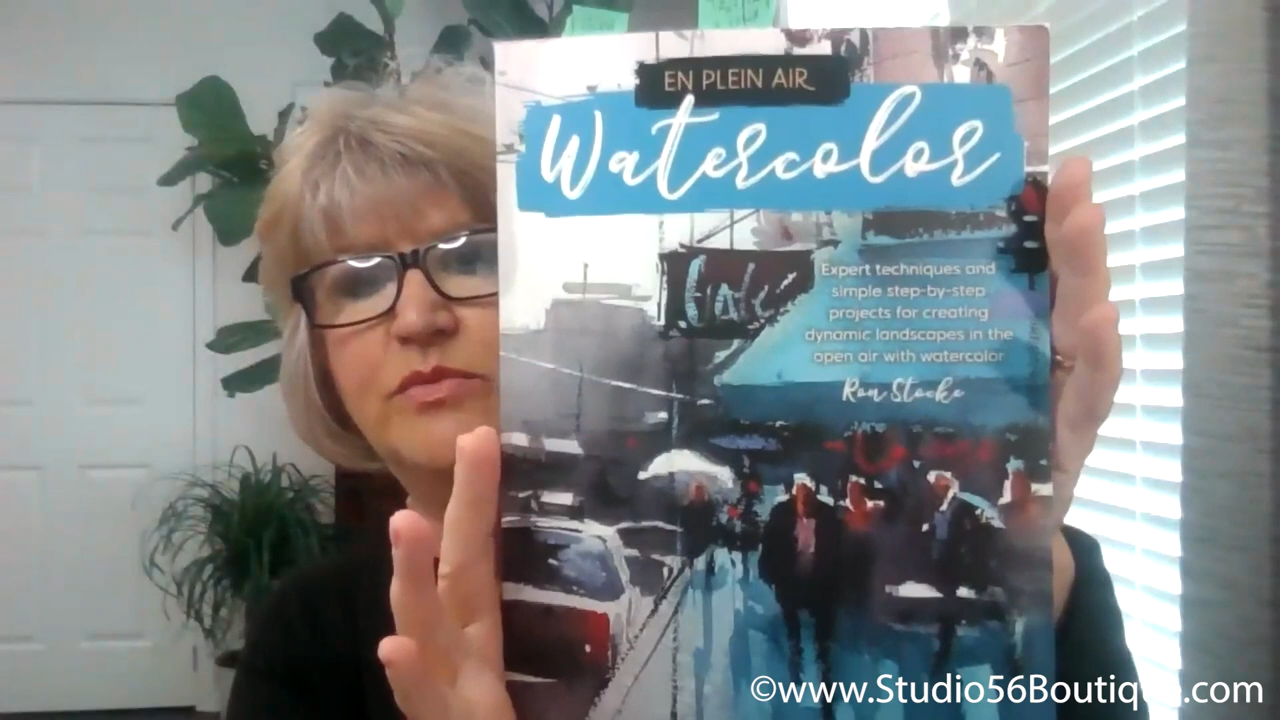 EN PLEIN AIR
Watercolor
Cafe
Expert techniques and
simple step-by-step
projects for creating
dynamic landscapes in the
open air with watercolor
Ron Stocke
©www.Studio56Boutique.com